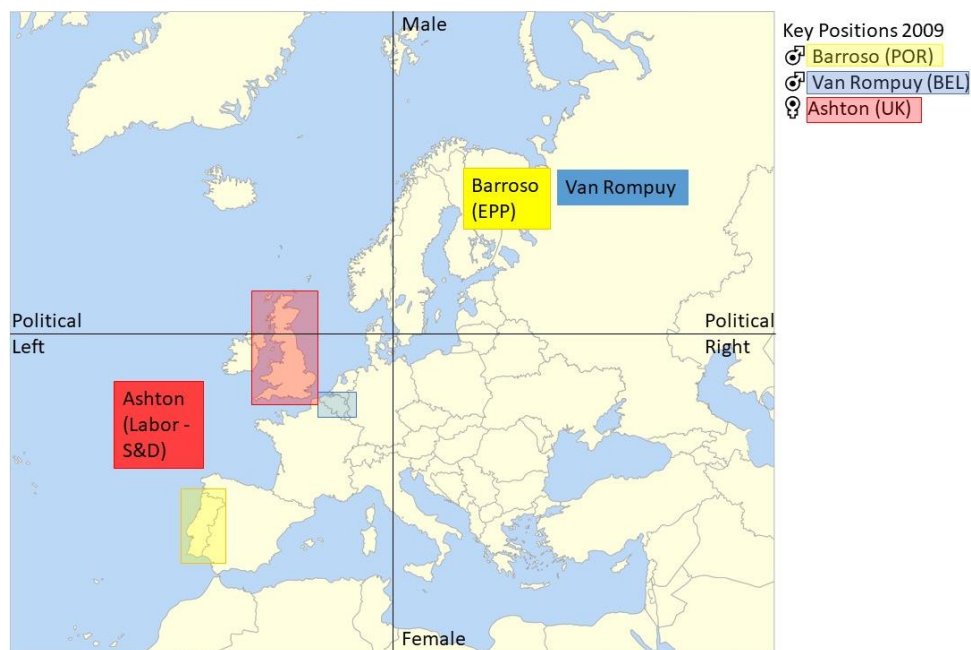 Male
Key Positions 2009
Barroso (POR)
Van Rompuy (BEL)
Ashton (UK)
Barroso
(EPP)
Van Rompuy
Political
Left
Political
Right
Ashton
(Labor -
S&D)
Female